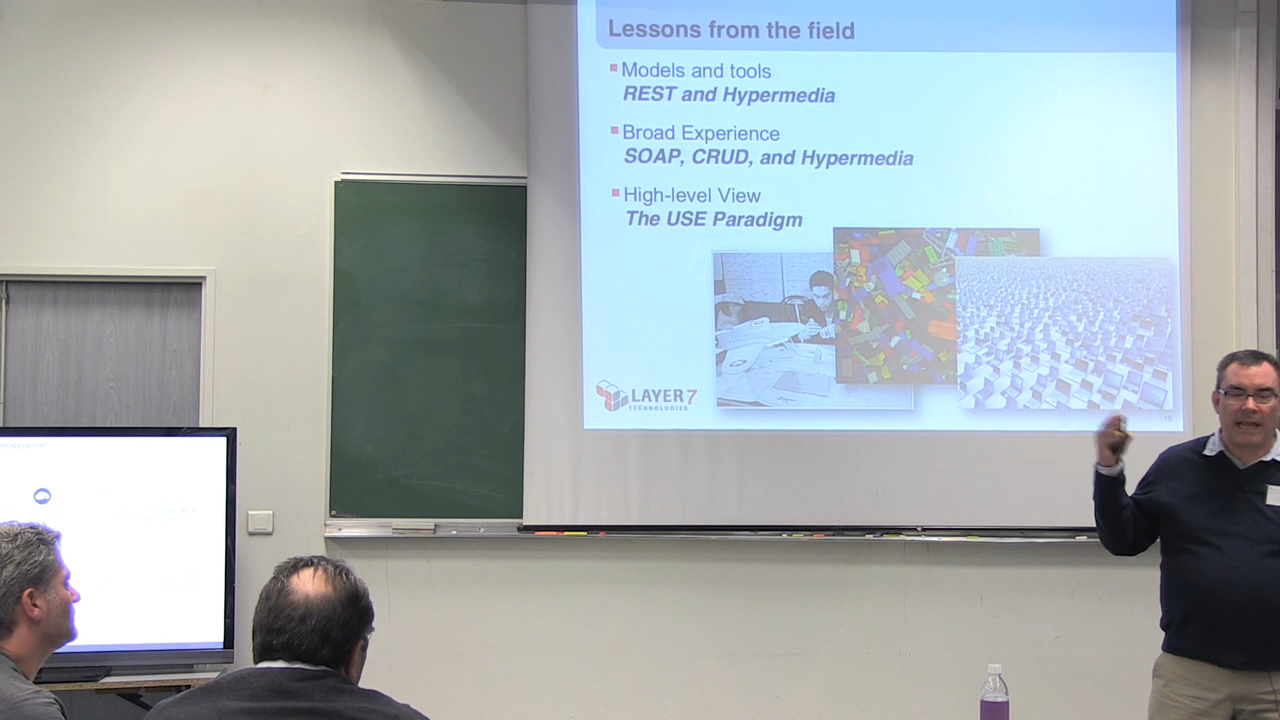 Lessons from the field
Models and tools
REST and Hypermedia
Broad Experience
SOAP, CRUD, and Hypermedia
High-level View
The USE Paradigm
LAYER 7
TECHNOLOGIES
15